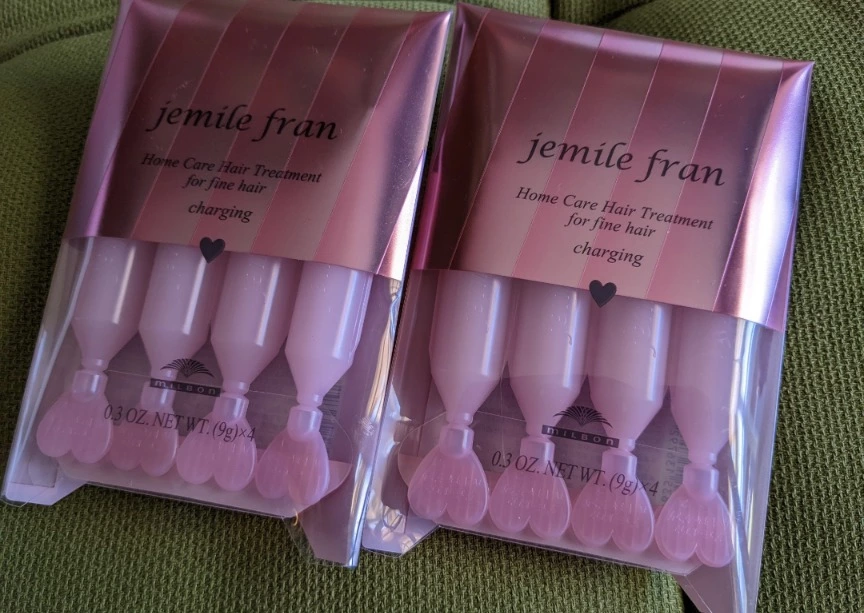 jemile fran
Home Care Hair Treatment
for fine hair
charging
MILBON
0.3 OZ. NET WT. (9g)×4
jemile fran
Home Care Hair Treatment
for fine hair
charging
MILBON
0.3 OZ. NET WT. (9g)×4